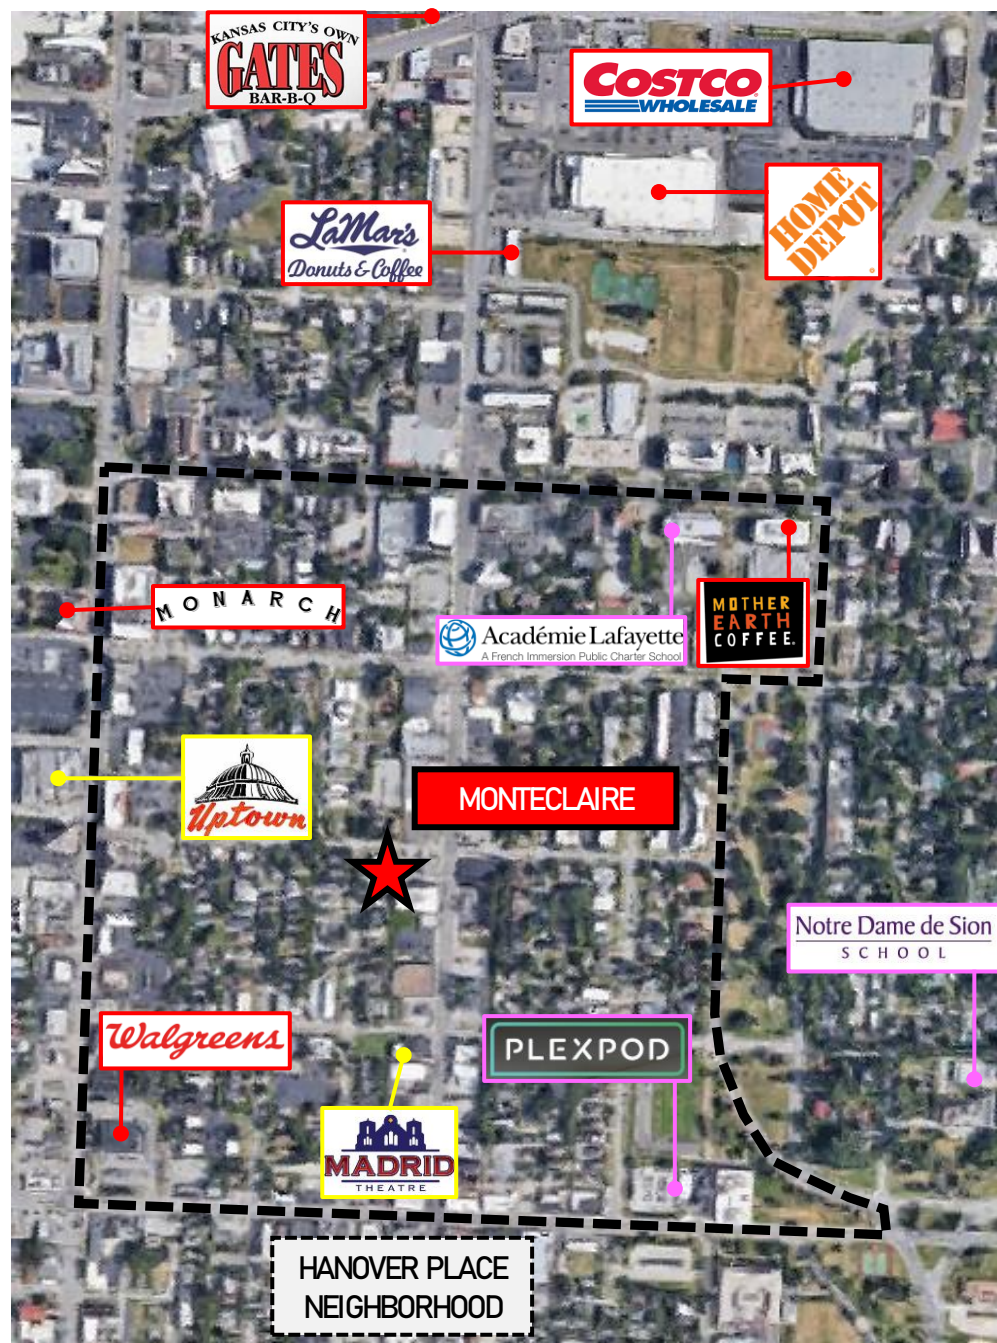 KANSAS CITY'S OWN
GATES
BAR-B-Q
COSTCO
WHOLESALE
HOME
DEPOT
LaMar's
Donuts & Coffee
MONARCH
Académie Lafayette
A French Immersion Public Charter School
MOTHER
EARTH
COFFEE.
Uptown
MONTECLAIRE
Notre Dame de Sion
SCHOOL
Walgreens
PLEXPOD
MADRID
THEATRE
HANOVER PLACE
NEIGHBORHOOD